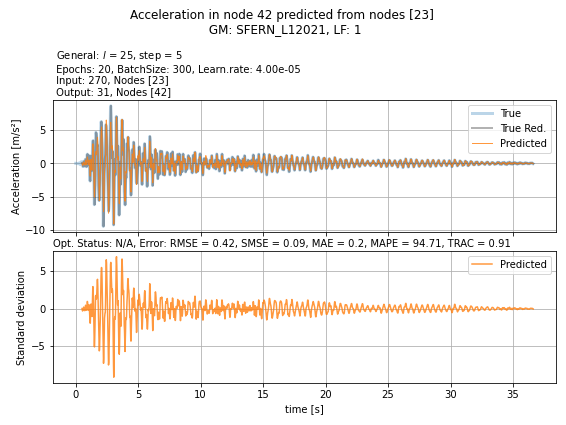 Acceleration in node 42 predicted from nodes [23]
GM: SFERN_L12021, LF: 1
General: l = 25, step = 5
Epochs: 20, BatchSize: 300, Learn.rate: 4.00e-05
Input: 270, Nodes [23]
Output: 31, Nodes [42]
Acceleration [m/s²]
5
0
−5
−10
True
True Red.
Predicted
Opt. Status: N/A, Error: RMSE = 0.42, SMSE = 0.09, MAE = 0.2, MAPE = 94.71, TRAC = 0.91
Standard deviation
5
0
−5
Predicted
0 5 10 15 20 25 30 35
time [s]